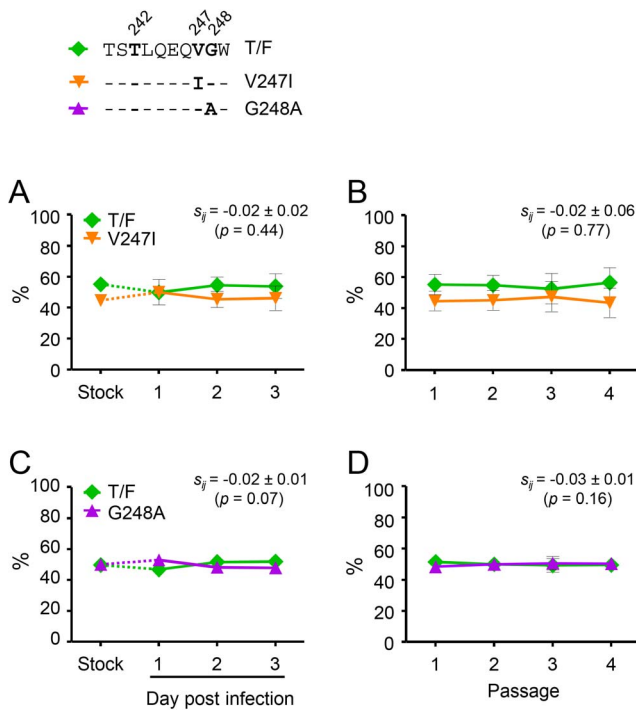 242 247 248
TSTLQEQVGW T/F
--------I-- V247I
---------A- G248A
A B
100 T/F V247I sij = -0.02 ± 0.02 (p = 0.44)
80
60
40
20
0
%
Stock 1 2 3
100 sij = -0.02 ± 0.06 (p = 0.77)
80
60
40
20
0
%
1 2 3 4
C D
100 T/F G248A sij = -0.02 ± 0.01 (p = 0.07)
80
60
40
20
0
%
Stock 1 2 3
Day post infection
100 sij = -0.03 ± 0.01 (p = 0.16)
80
60
40
20
0
%
1 2 3 4
Passage